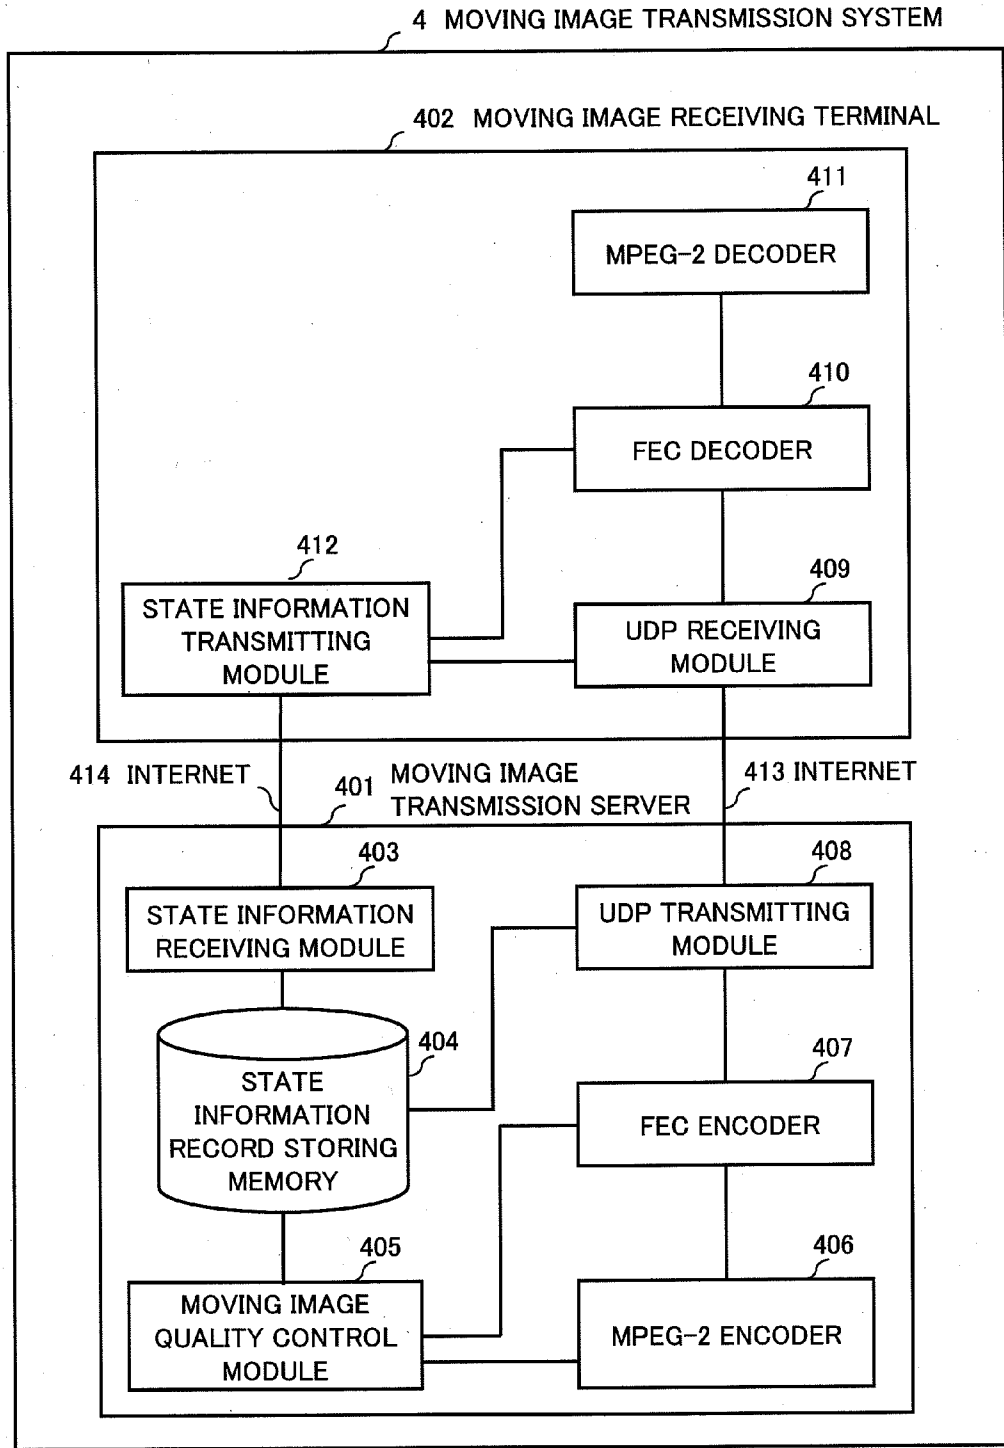 4 MOVING IMAGE TRANSMISSION SYSTEM
402 MOVING IMAGE RECEIVING TERMINAL
411
MPEG-2 DECODER
410
FEC DECODER
412
STATE INFORMATION
TRANSMITTING
MODULE
409
UDP RECEIVING
MODULE
414 INTERNET
401 MOVING IMAGE
TRANSMISSION SERVER
413 INTERNET
403
STATE INFORMATION
RECEIVING MODULE
408
UDP TRANSMITTING
MODULE
404
STATE
INFORMATION
RECORD STORING
MEMORY
407
FEC ENCODER
405
MOVING IMAGE
QUALITY CONTROL
MODULE
406
MPEG-2 ENCODER